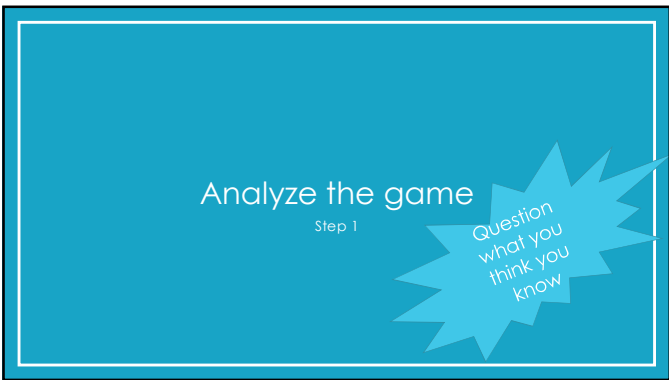 Analyze the game
Step 1
Question
what you
think you
know